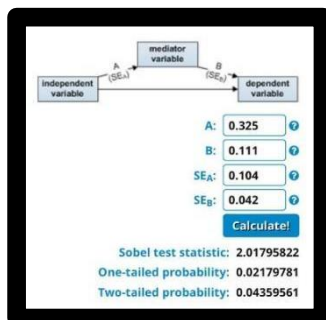 mediator
variable
A
(SEA)
B
(SEB)
independent
variable
dependent
variable
A: 0.325
B: 0.111
SEA: 0.104
SEB: 0.042
Calculate!
Sobel test statistic: 2.01795822
One-tailed probability: 0.02179781
Two-tailed probability: 0.04359561